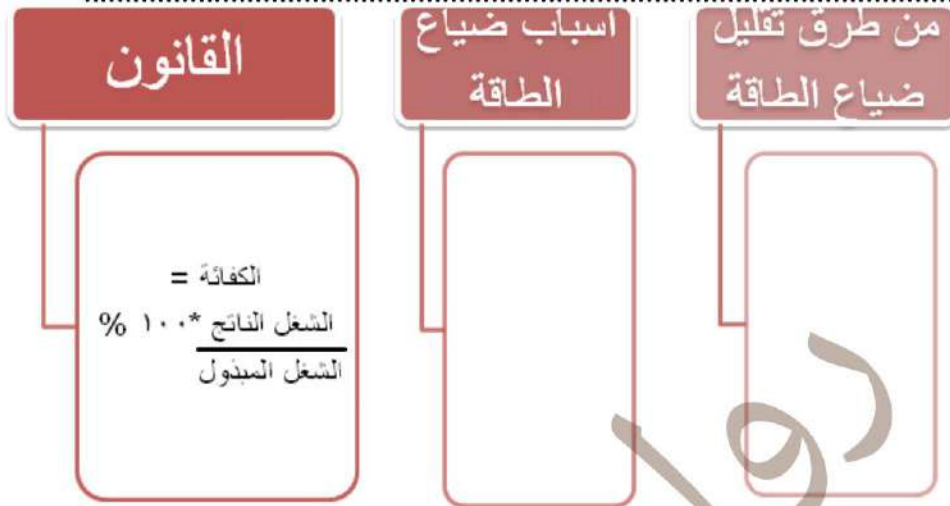 من طرق تقليل
ضياع الطاقة
اسباب ضياع
الطاقة
القانون
الكفائة =
الشغل الناتج *١٠٠ %
الشغل المبذول